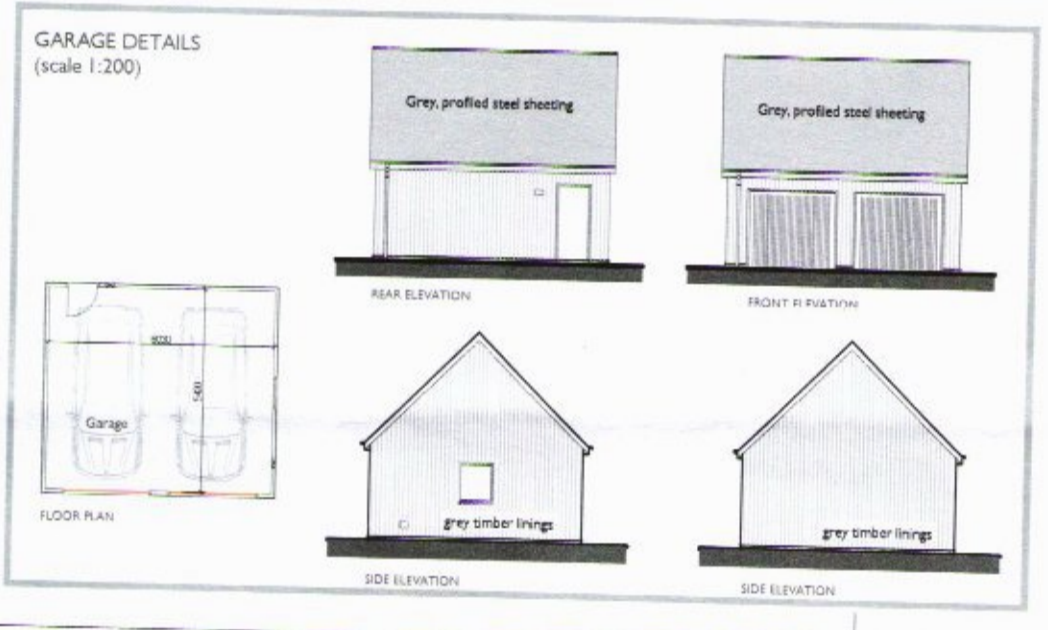 GARAGE DETAILS
(scale 1:200)
Grey, profiled steel sheeting
Grey, profiled steel sheeting
REAR ELEVATION
FRONT ELEVATION
Garage
FLOOR PLAN
grey timber linings
SIDE ELEVATION
grey timber linings
SIDE ELEVATION